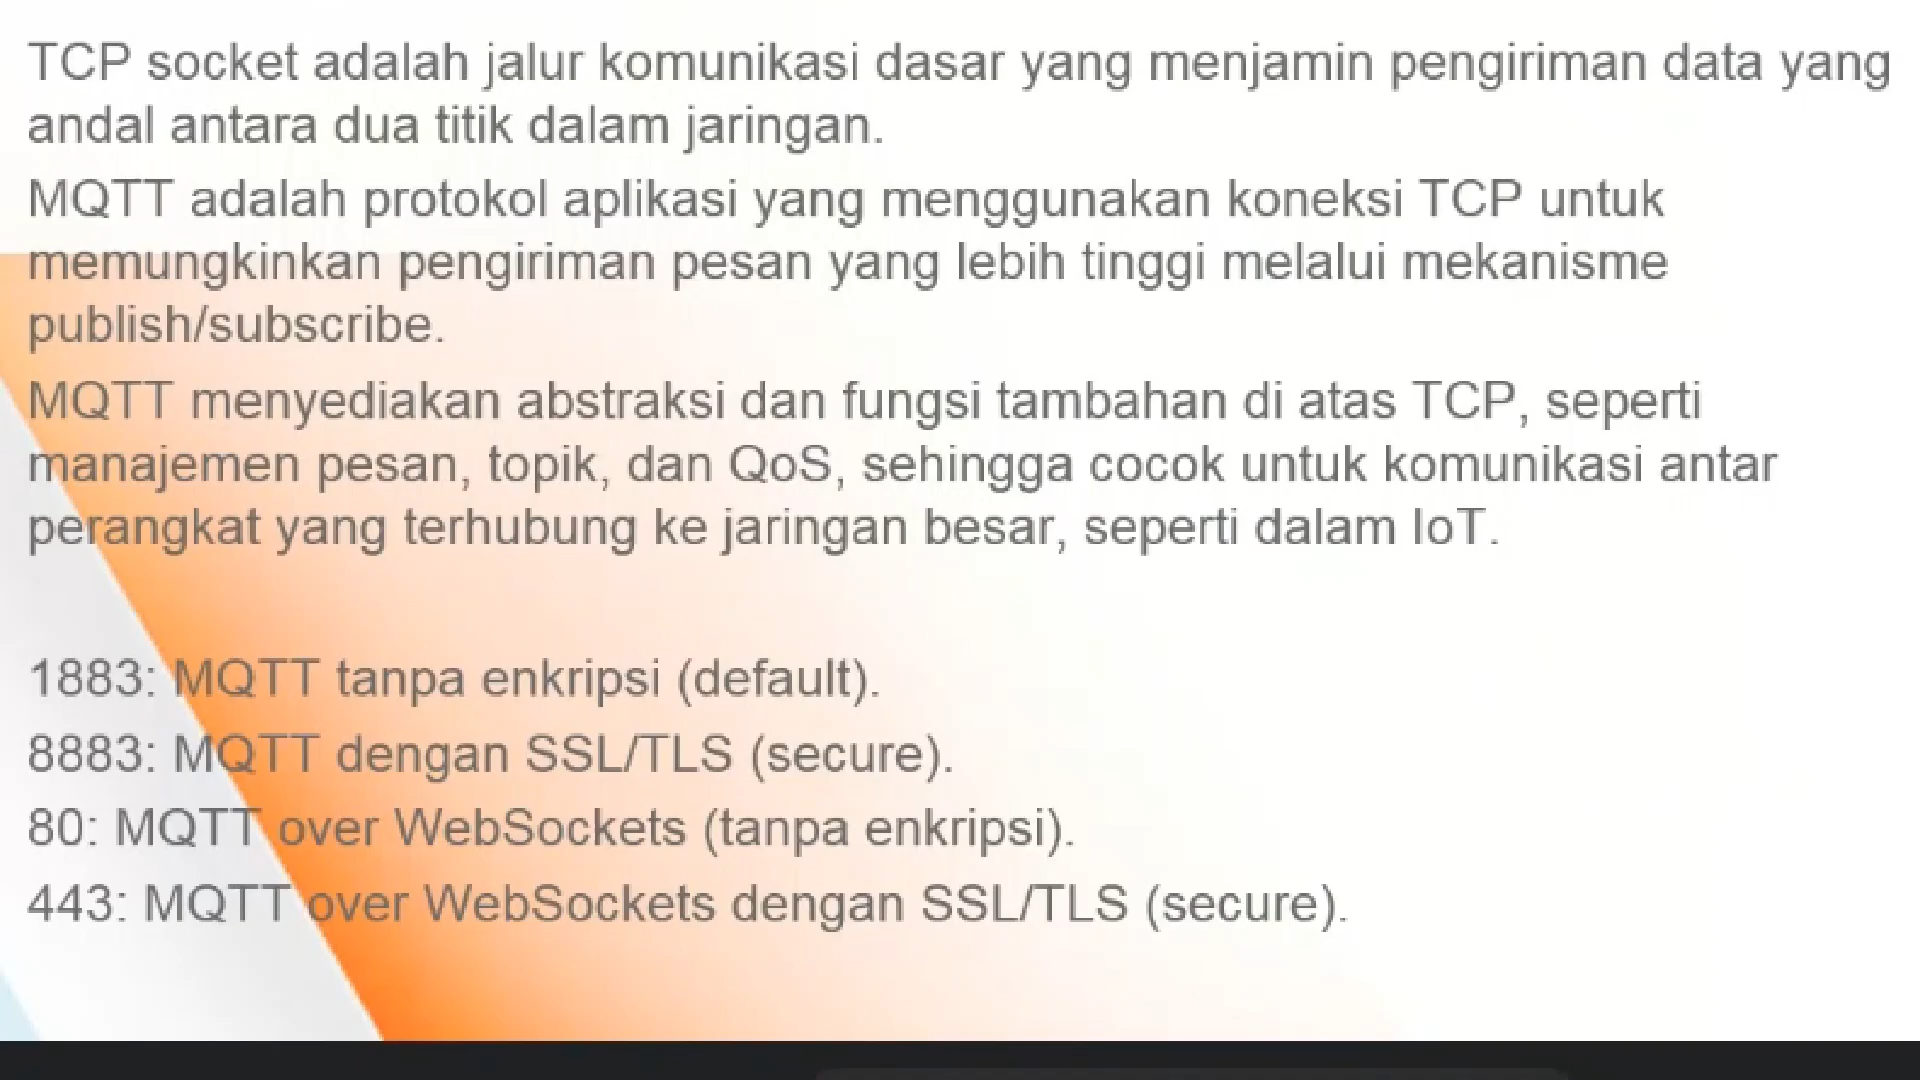 TCP socket adalah jalur komunikasi dasar yang menjamin pengiriman data yang
andal antara dua titik dalam jaringan.
MQTT adalah protokol aplikasi yang menggunakan koneksi TCP untuk
memungkinkan pengiriman pesan yang lebih tinggi melalui mekanisme
publish/subscribe.
MQTT menyediakan abstraksi dan fungsi tambahan di atas TCP, seperti
manajemen pesan, topik, dan QoS, sehingga cocok untuk komunikasi antar
perangkat yang terhubung ke jaringan besar, seperti dalam IoT.
1883: MQTT tanpa enkripsi (default).
8883: MQTT dengan SSL/TLS (secure).
80: MQTT over WebSockets (tanpa enkripsi).
443: MQTT over WebSockets dengan SSL/TLS (secure).